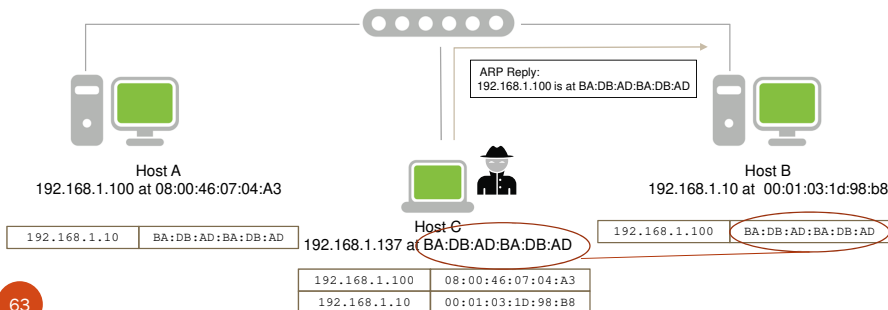 ARP Reply:
192.168.1.100 is at BA:DB:AD:BA:DB:AD
Host A
192.168.1.100 at 08:00:46:07:04:A3
Host B
192.168.1.10 at 00:01:03:1d:98:b8
Host C
192.168.1.137 at BA:DB:AD:BA:DB:AD
192.168.1.10 BA:DB:AD:BA:DB:AD
192.168.1.100 BA:DB:AD:BA:DB:AD
192.168.1.100 08:00:46:07:04:A3
192.168.1.10 00:01:03:1D:98:B8
63